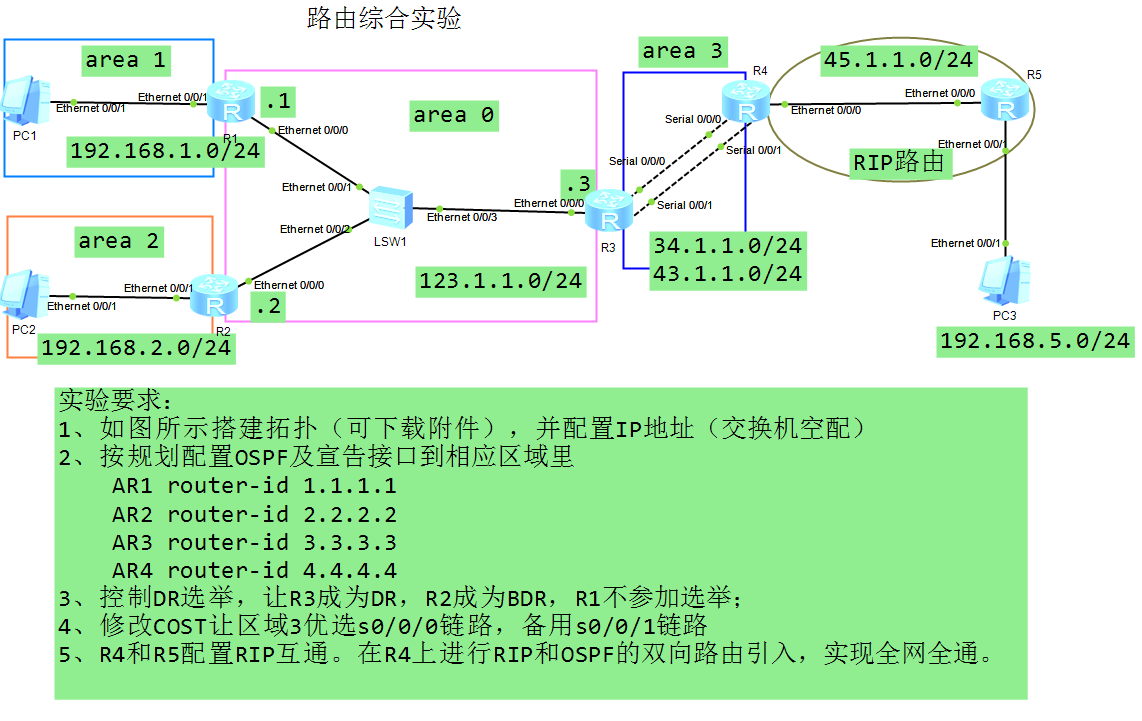 路由综合实验
area 1
area 3
R4
45.1.1.0/24
R5
Ethernet 0/0/1
Ethernet 0/0/1
.1
area 0
Ethernet 0/0/0
Ethernet 0/0/0
PC1
R1
Ethernet 0/0/0
Serial 0/0/0
Serial 0/0/1
Ethernet 0/0/1
192.168.1.0/24
RIP路由
Serial 0/0/0
Ethernet 0/0/1
.3
Ethernet 0/0/0
Serial 0/0/1
Ethernet 0/0/3
area 2
Ethernet 0/0/2
LSW1
R3
34.1.1.0/24
43.1.1.0/24
Ethernet 0/0/1
123.1.1.0/24
Ethernet 0/0/1
Ethernet 0/0/0
Ethernet 0/0/1
.2
PC2
R2
PC3
192.168.2.0/24
192.168.5.0/24
实验要求：
1、如图所示搭建拓扑（可下载附件），并配置IP地址（交换机空配）
2、按规划配置OSPF及宣告接口到相应区域里
AR1 router-id 1.1.1.1
AR2 router-id 2.2.2.2
AR3 router-id 3.3.3.3
AR4 router-id 4.4.4.4
3、控制DR选举，让R3成为DR，R2成为BDR，R1不参加选举；
4、修改COST让区域3优选s0/0/0链路，备用s0/0/1链路
5、R4和R5配置RIP互通。在R4上进行RIP和OSPF的双向路由引入，实现全网全通。